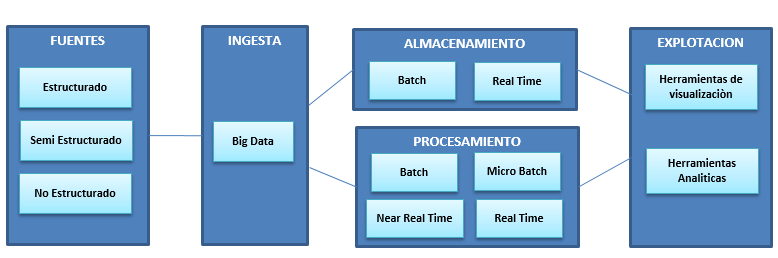 FUENTES
Estructurado
Semi Estructurado
No Estructurado
INGESTA
Big Data
ALMACENAMIENTO
Batch
Real Time
PROCESAMIENTO
Batch
Micro Batch
Near Real Time
Real Time
EXPLOTACION
Herramientas de
visualizaciòn
Herramientas
Analiticas